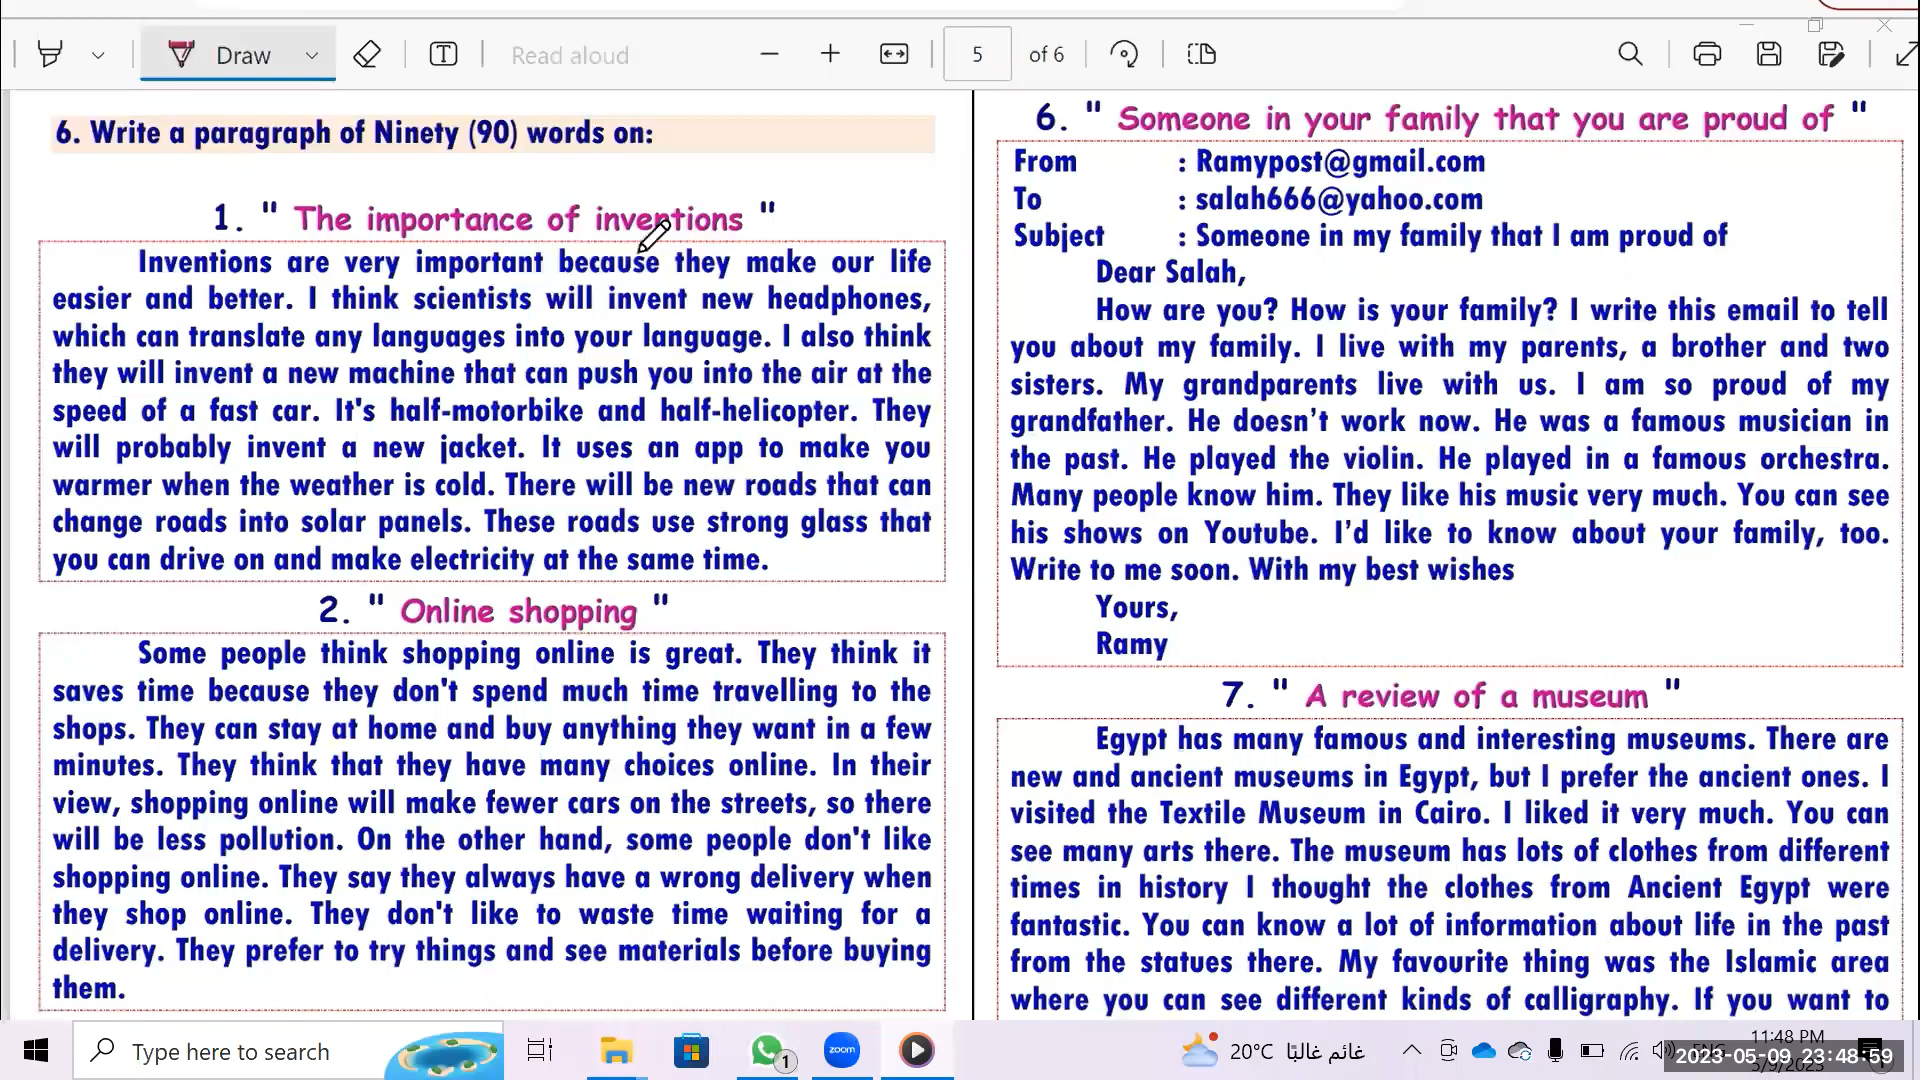 Draw
Read aloud
5
of 6
6. Write a paragraph of Ninety (90) words on:
1. " The importance of inventions "
Inventions are very important because they make our life
easier and better. I think scientists will invent new headphones,
which can translate any languages into your language. I also think
they will invent a new machine that can push you into the air at the
speed of a fast car. It's half-motorbike and half-helicopter. They
will probably invent a new jacket. It uses an app to make you
warmer when the weather is cold. There will be new roads that can
change roads into solar panels. These roads use strong glass that
you can drive on and make electricity at the same time.
2. " Online shopping "
Some people think shopping online is great. They think it
saves time because they don't spend much time travelling to the
shops. They can stay at home and buy anything they want in a few
minutes. They think that they have many choices online. In their
view, shopping online will make fewer cars on the streets, so there
will be less pollution. On the other hand, some people don't like
shopping online. They say they always have a wrong delivery when
they shop online. They don't like to waste time waiting for a
delivery. They prefer to try things and see materials before buying
them.
6. " Someone in your family that you are proud of "
From : Ramypost@gmail.com
To : salah666@yahoo.com
Subject : Someone in my family that I am proud of
Dear Salah,
How are you? How is your family? I write this email to tell
you about my family. I live with my parents, a brother and two
sisters. My grandparents live with us. I am so proud of my
grandfather. He doesn't work now. He was a famous musician in
the past. He played the violin. He played in a famous orchestra.
Many people know him. They like his music very much. You can see
his shows on Youtube. I'd like to know about your family, too.
Write to me soon. With my best wishes
Yours,
Ramy
7. " A review of a museum "
Egypt has many famous and interesting museums. There are
new and ancient museums in Egypt, but I prefer the ancient ones. I
visited the Textile Museum in Cairo. I liked it very much. You can
see many arts there. The museum has lots of clothes from different
times in history I thought the clothes from Ancient Egypt were
fantastic. You can know a lot of information about life in the past
from the statues there. My favourite thing was the Islamic area
where you can see different kinds of calligraphy. If you want to
Type here to search
1
zoom
20°C غائم غالبًا
11:48 PM
2023-05-09 23:48:59